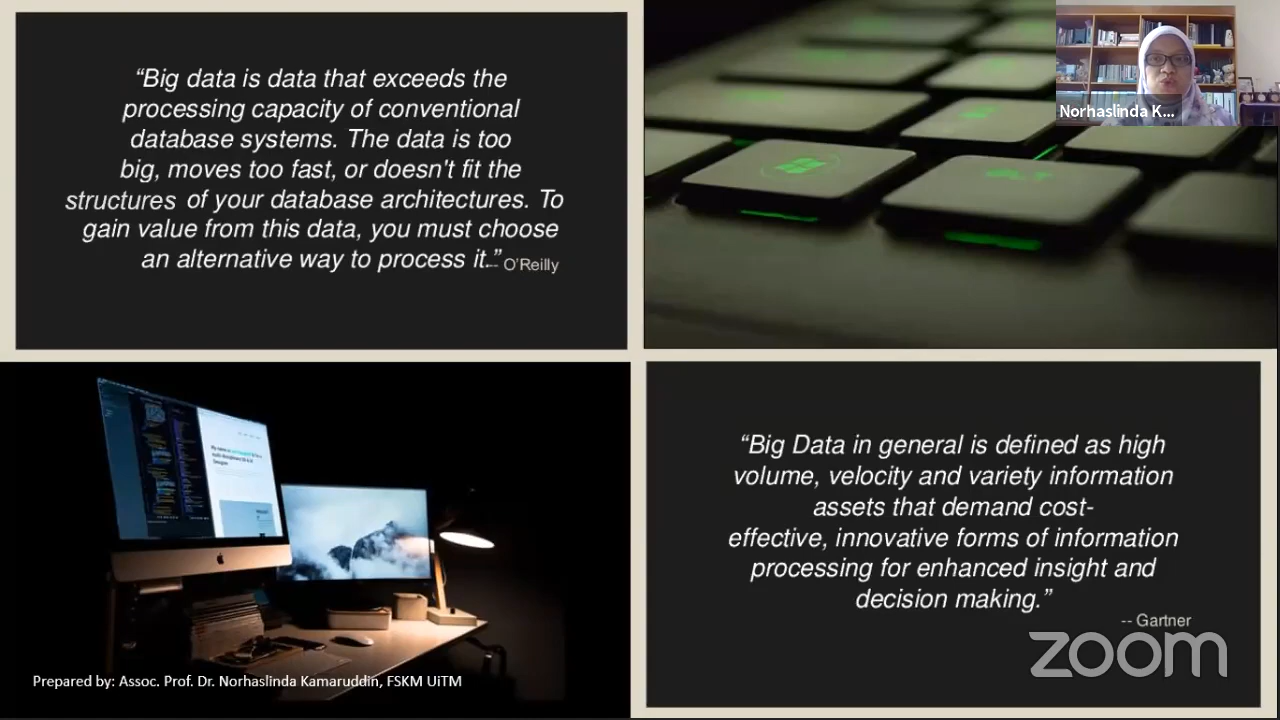 “Big data is data that exceeds the
processing capacity of conventional
database systems. The data is too
big, moves too fast, or doesn't fit the
structures of your database architectures. To
gain value from this data, you must choose
an alternative way to process it.”
-- O’Reilly
Norhaslinda K...
ALT
“Big Data in general is defined as high
volume, velocity and variety information
assets that demand cost-
effective, innovative forms of information
processing for enhanced insight and
decision making.”
-- Gartner
zoom
Prepared by: Assoc. Prof. Dr. Norhaslinda Kamaruddin, FSKM UiTM